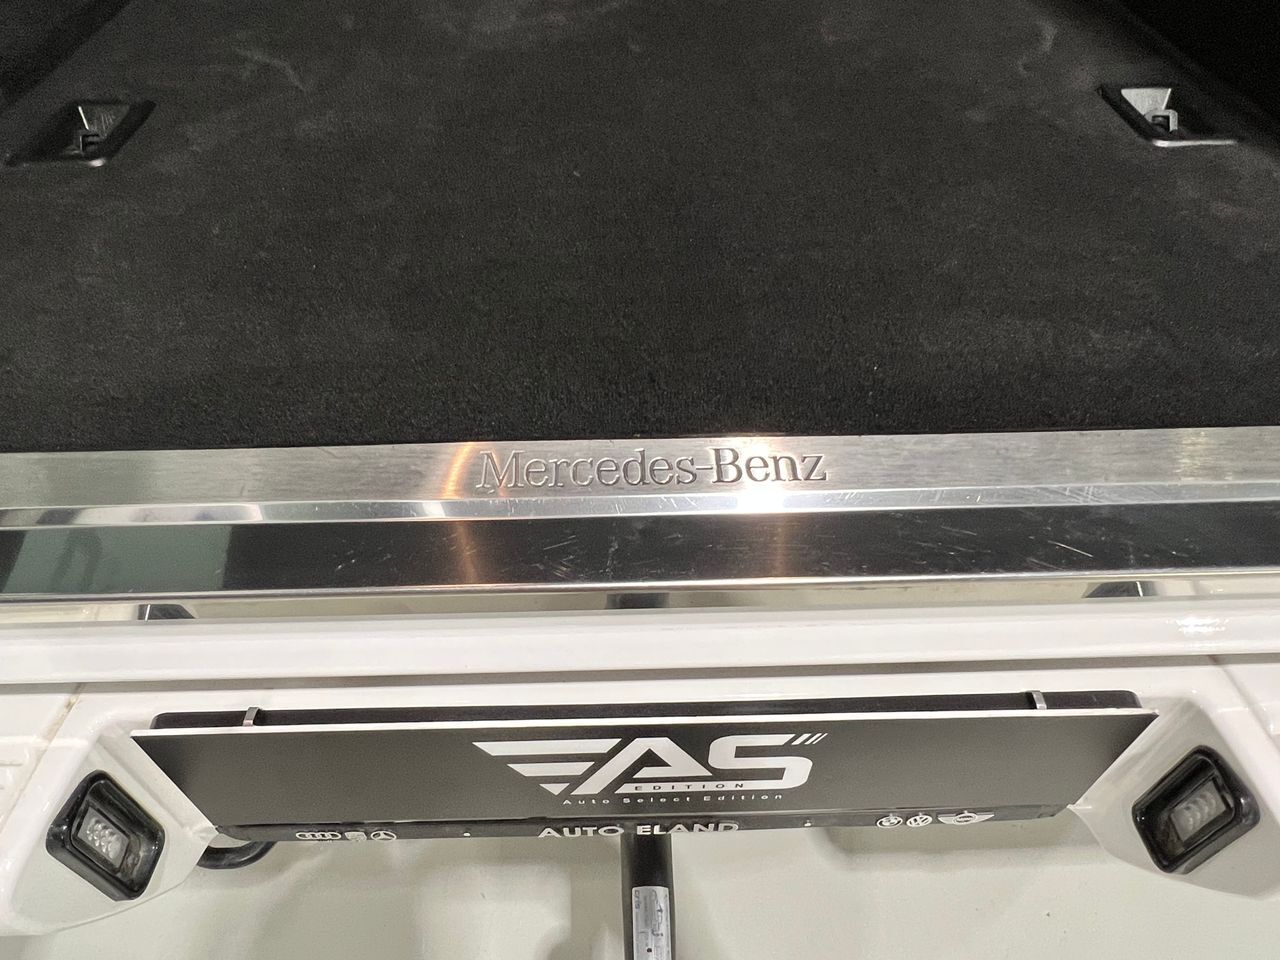 Mercedes-Benz
AS
EDITION
Auto Select Edition
AUTO ELAND